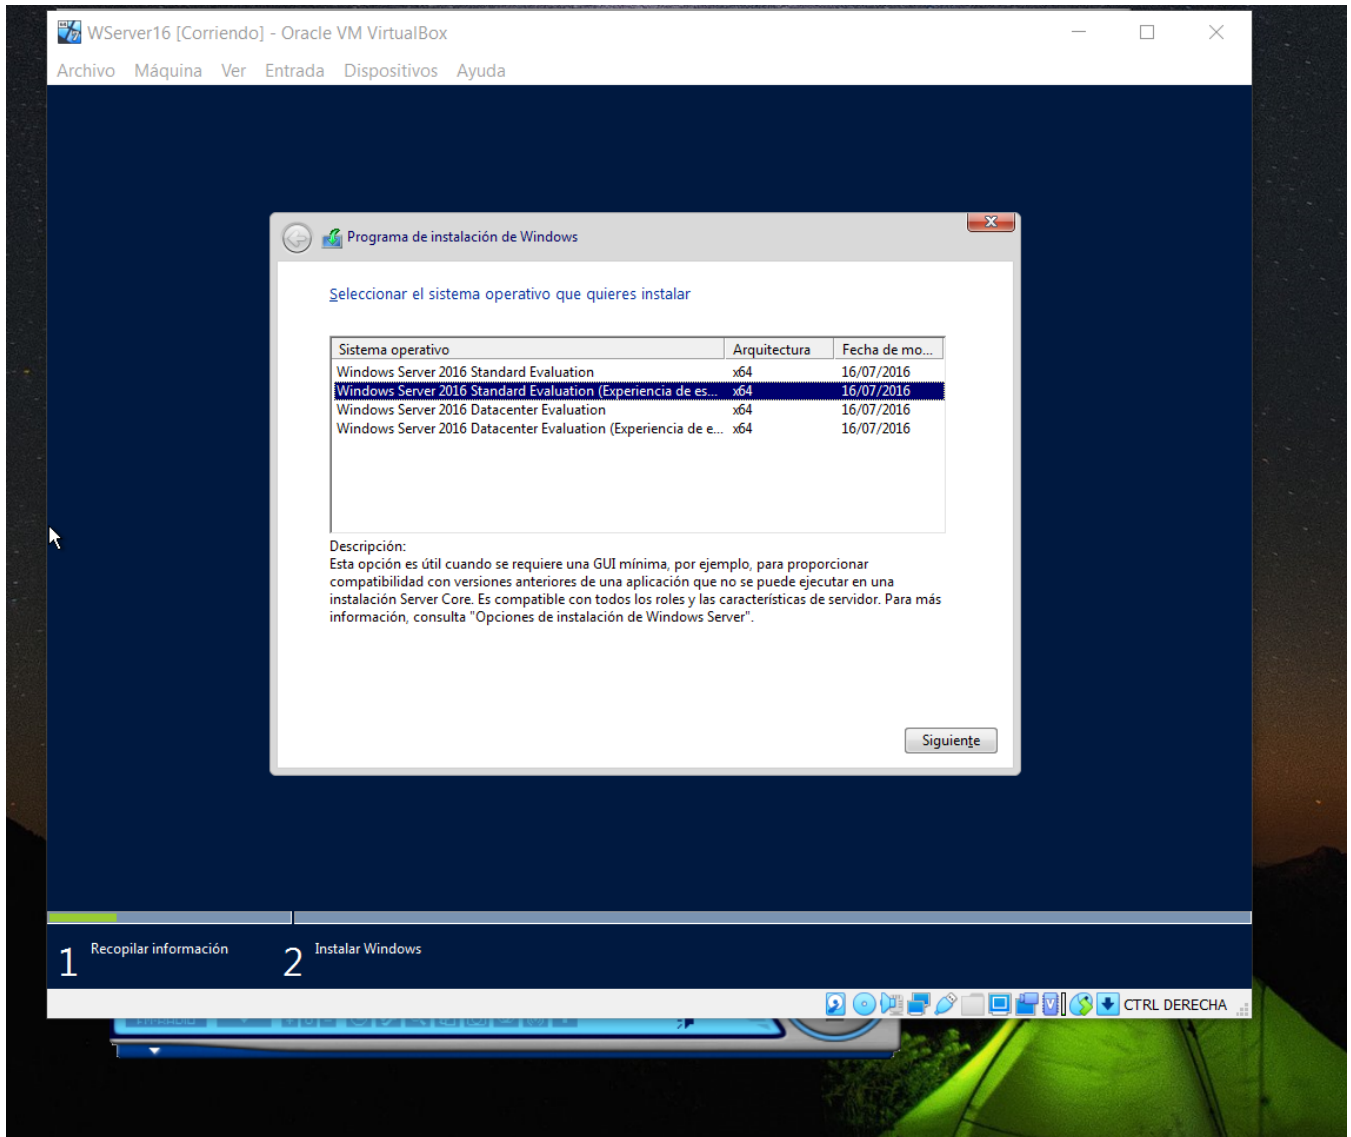 WServer16 [Corriendo] - Oracle VM VirtualBox
Archivo Máquina Ver Entrada Dispositivos Ayuda
Programa de instalación de Windows
Seleccionar el sistema operativo que quieres instalar
Sistema operativo Arquitectura Fecha de mo...
Windows Server 2016 Standard Evaluation x64 16/07/2016
Windows Server 2016 Standard Evaluation (Experiencia de es... x64 16/07/2016
Windows Server 2016 Datacenter Evaluation x64 16/07/2016
Windows Server 2016 Datacenter Evaluation (Experiencia de e... x64 16/07/2016
Descripción:
Esta opción es útil cuando se requiere una GUI mínima, por ejemplo, para proporcionar
compatibilidad con versiones anteriores de una aplicación que no se puede ejecutar en una
instalación Server Core. Es compatible con todos los roles y las características de servidor. Para más
información, consulta "Opciones de instalación de Windows Server".
Siguiente
1 Recopilar información 2 Instalar Windows
CTRL DERECHA